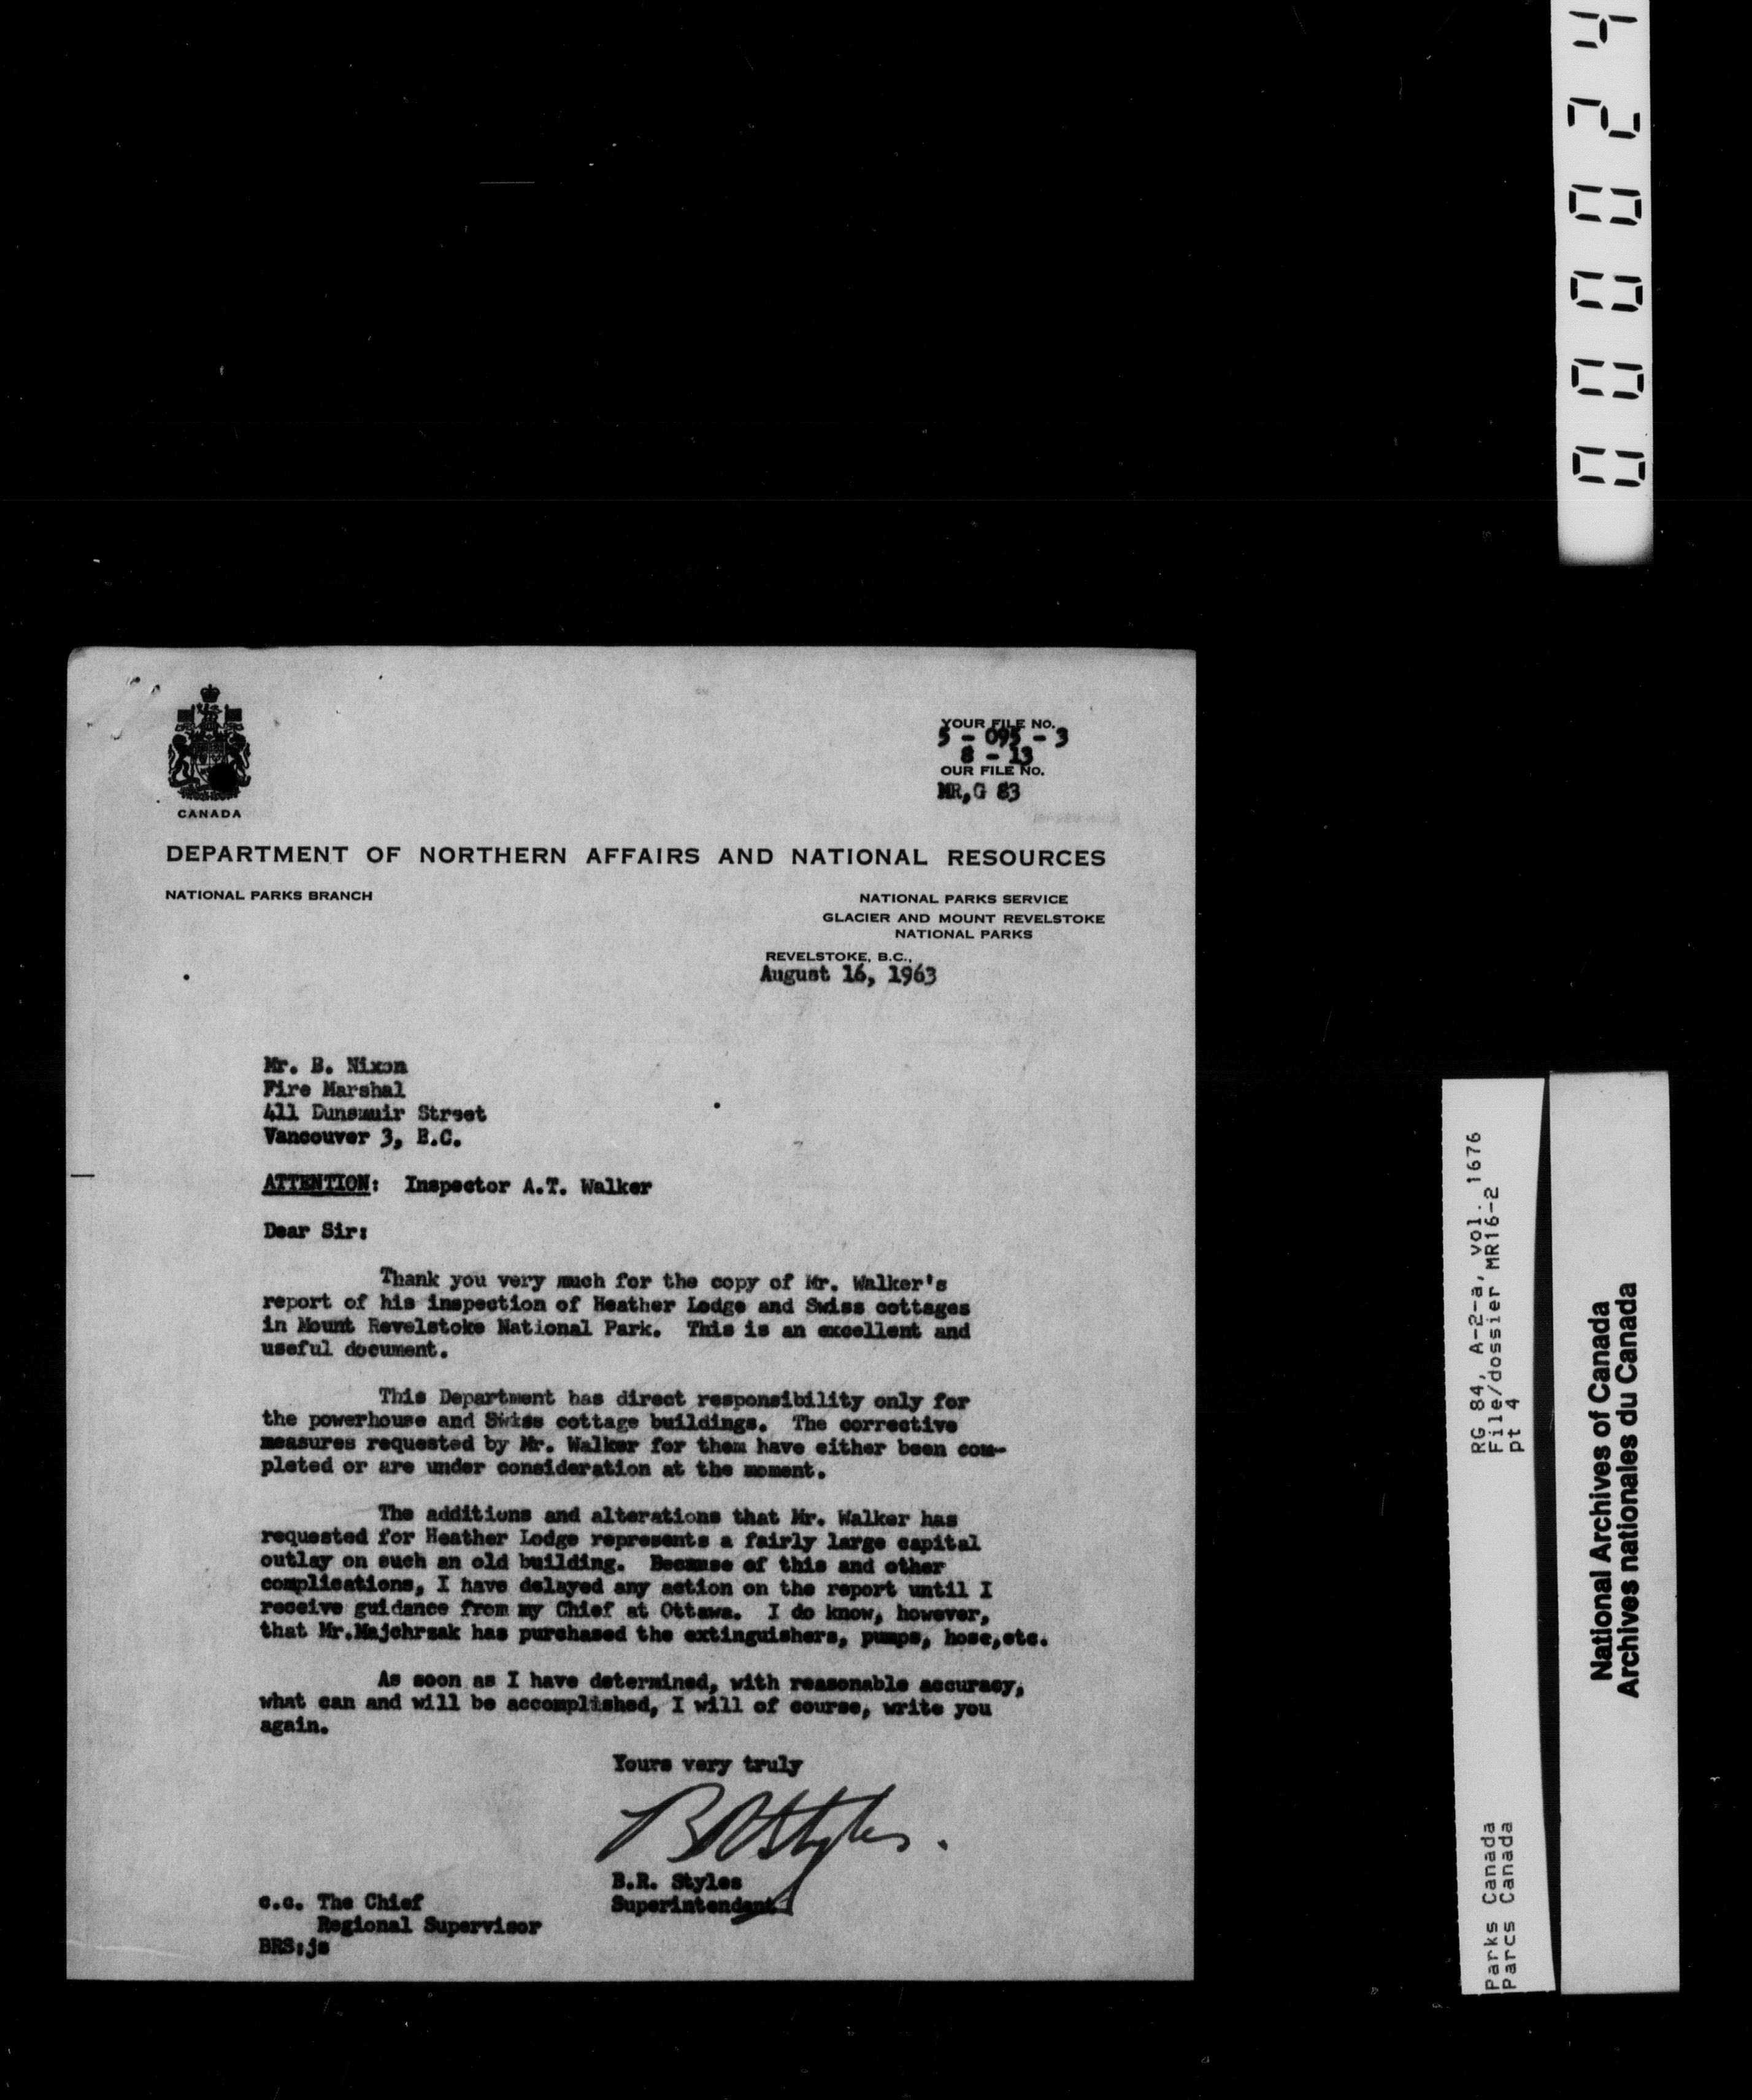 000024
CANADA
YOUR FILE NO.
5 - 095 - 3
8 - 13
OUR FILE NO.
MR,G 83
DEPARTMENT OF NORTHERN AFFAIRS AND NATIONAL RESOURCES
NATIONAL PARKS BRANCH
NATIONAL PARKS SERVICE
GLACIER AND MOUNT REVELSTOKE
NATIONAL PARKS
REVELSTOKE, B.C.,
August 16, 1963
Mr. B. Nixon
Fire Marshal
411 Dunsmuir Street
Vancouver 3, B.C.
ATTENTION: Inspector A.T. Walker
Dear Sir:
Thank you very much for the copy of Mr. Walker's
report of his inspection of Heather Lodge and Swiss cottages
in Mount Revelstoke National Park. This is an excellent and
useful document.
This Department has direct responsibility only for
the powerhouse and Swiss cottage buildings. The corrective
measures requested by Mr. Walker for them have either been com-
pleted or are under consideration at the moment.
The additions and alterations that Mr. Walker has
requested for Heather Lodge represents a fairly large capital
outlay on such an old building. Because of this and other
complications, I have delayed any action on the report until I
receive guidance from my Chief at Ottawa. I do know, however,
that Mr.Majchrzak has purchased the extinguishers, pumps, hose,etc.
As soon as I have determined, with reasonable accuracy,
what can and will be accomplished, I will of course, write you
again.
Yours very truly
B R Styles.
B.R. Styles
Superintendent
c.c. The Chief
Regional Supervisor
BRS:js
RG 84, A-2-a, vol. 1676
File/dossier MR16-2
pt 4
Parks Canada
Parcs Canada
National Archives of Canada
Archives nationales du Canada